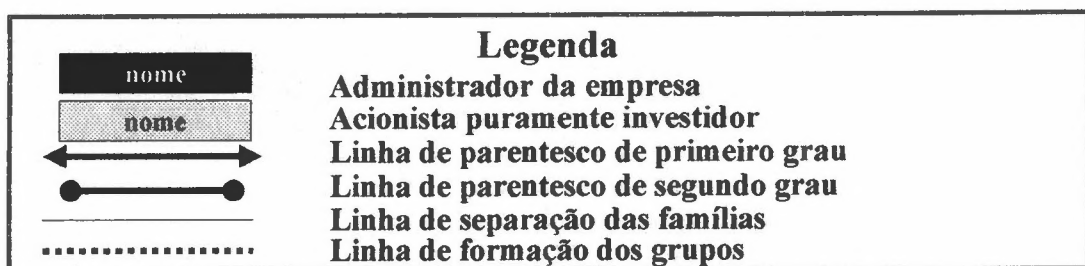 Legenda
nome
Administrador da empresa
nome
Acionista puramente investidor
Linha de parentesco de primeiro grau
Linha de parentesco de segundo grau
Linha de separação das famílias
Linha de formação dos grupos